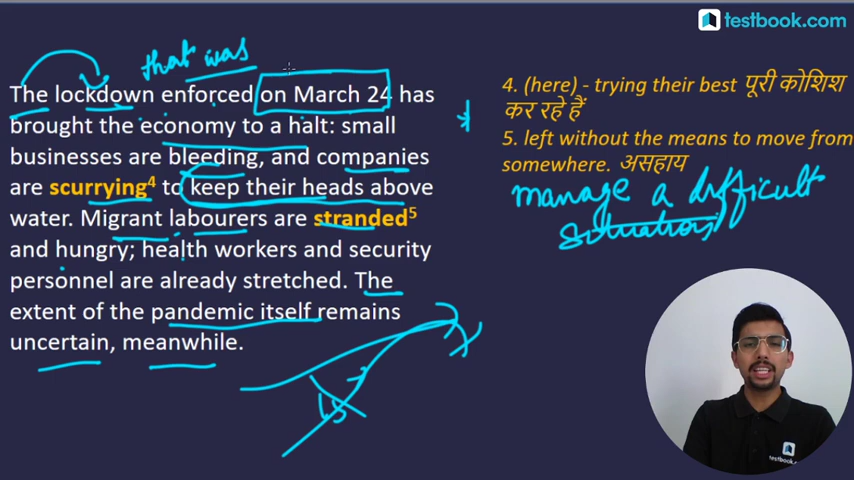 testbook.com
that was
The lockdown enforced on March 24 has
brought the economy to a halt: small
businesses are bleeding, and companies
are scurrying4 to keep their heads above
water. Migrant labourers are stranded5
and hungry; health workers and security
personnel are already stretched. The
extent of the pandemic itself remains
uncertain, meanwhile.
4. (here) - trying their best पूरी कोशिश
कर रहे हैं
5. left without the means to move from
somewhere. असहाय
manage a difficult
situation